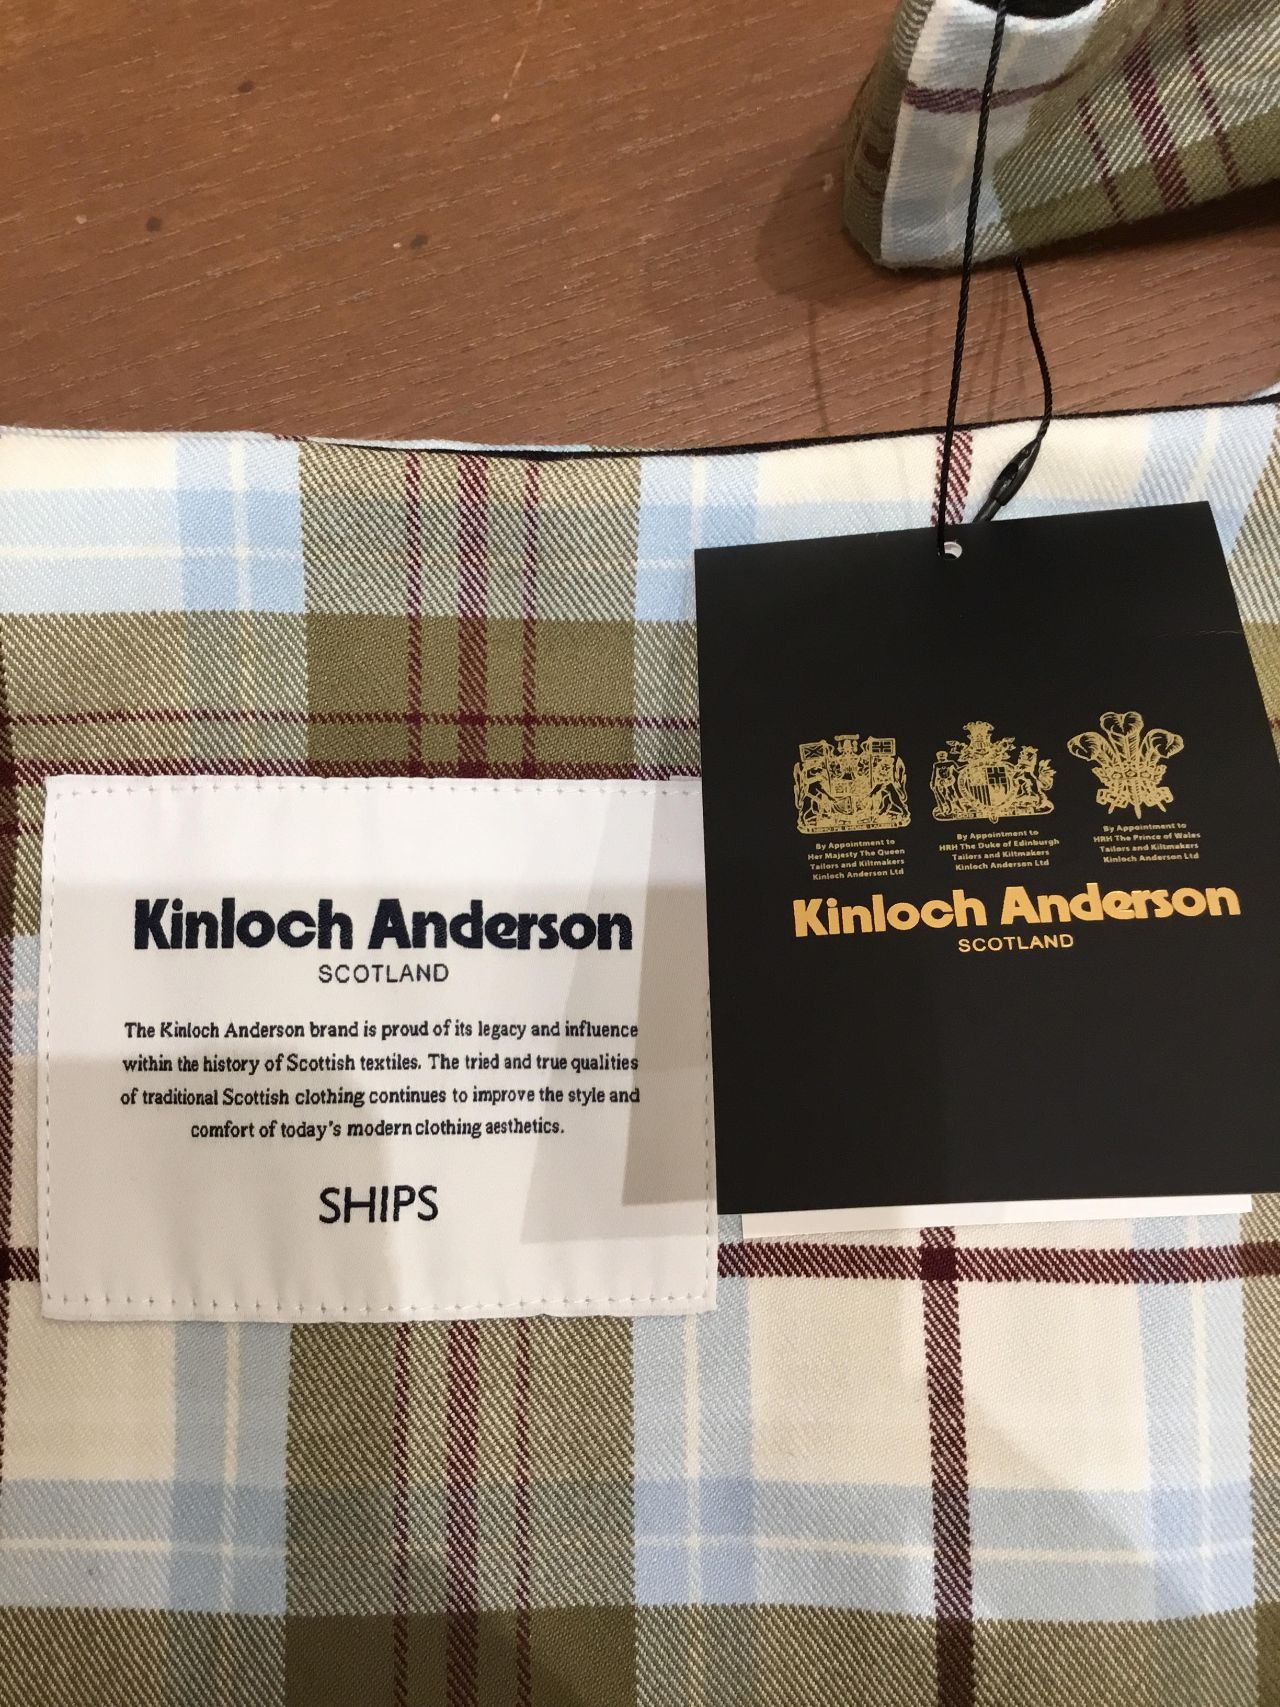 Kinloch Anderson
SCOTLAND
The Kinloch Anderson brand is proud of its legacy and influence
within the history of Scottish textiles. The tried and true qualities
of traditional Scottish clothing continues to improve the style and
comfort of today's modern clothing aesthetics.
SHIPS
By Appointment to
Her Majesty The Queen
Tailors and Kiltmakers
Kinloch Anderson Ltd
By Appointment to
HRH The Duke of Edinburgh
Tailors and Kiltmakers
Kinloch Anderson Ltd
By Appointment to
HRH The Prince of Wales
Tailors and Kiltmakers
Kinloch Anderson Ltd
Kinloch Anderson
SCOTLAND